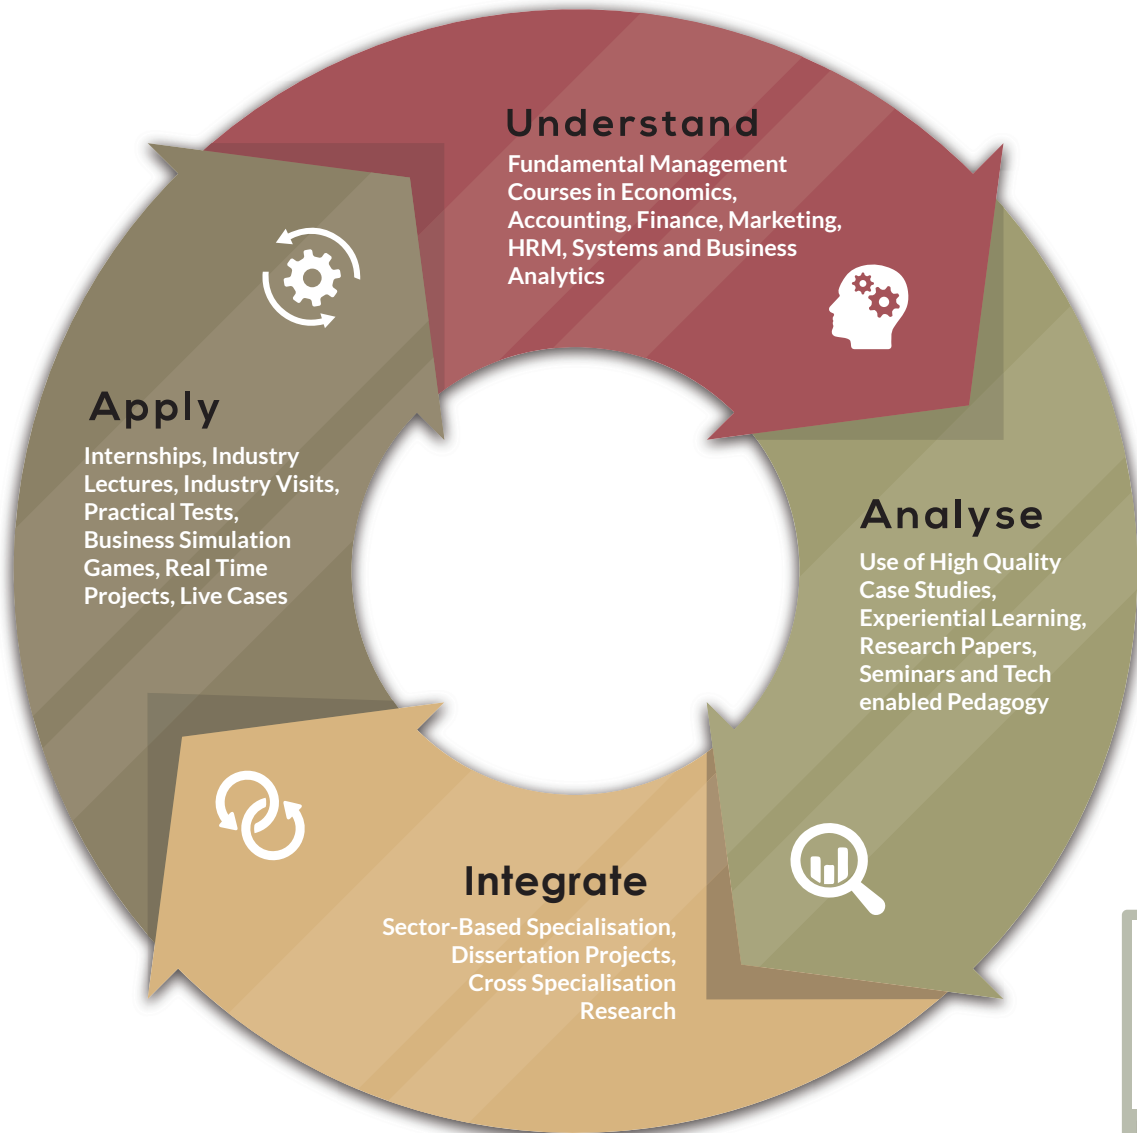 Understand
Fundamental Management
Courses in Economics,
Accounting, Finance, Marketing,
HRM, Systems and Business
Analytics
Analyse
Use of High Quality
Case Studies,
Experiential Learning,
Research Papers,
Seminars and Tech
enabled Pedagogy
Integrate
Sector-Based Specialisation,
Dissertation Projects,
Cross Specialisation
Research
Apply
Internships, Industry
Lectures, Industry Visits,
Practical Tests,
Business Simulation
Games, Real Time
Projects, Live Cases